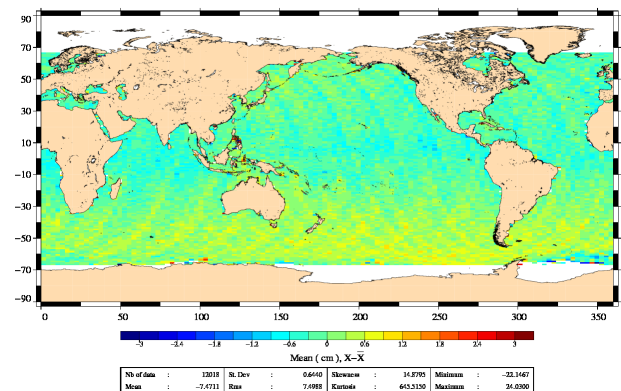 90
70
50
30
10
−10
−30
−50
−70
−90
0 50 100 150 200 250 300 350
−3 −2.4 −1.8 −1.2 −0.6 0 0.6 1.2 1.8 2.4 3
Mean ( cm ), X−X̄
Nb of data : 12018 St. Dev : 0.6440 Skewness : 14.8795 Minimum : −22.1467
Mean : −7.4711 Rms : 7.4988 Kurtosis : 643.5150 Maximum : 24.0300